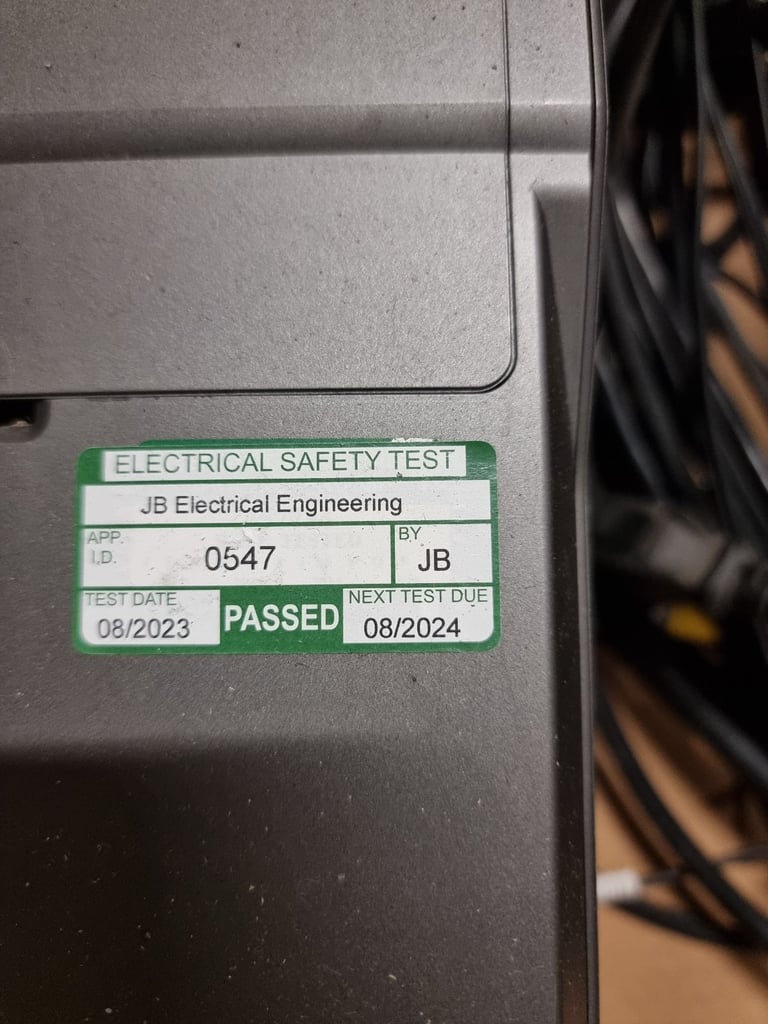 ELECTRICAL SAFETY TEST
JB Electrical Engineering
APP. I.D. 0547 BY JB
TEST DATE 08/2023 PASSED NEXT TEST DUE 08/2024